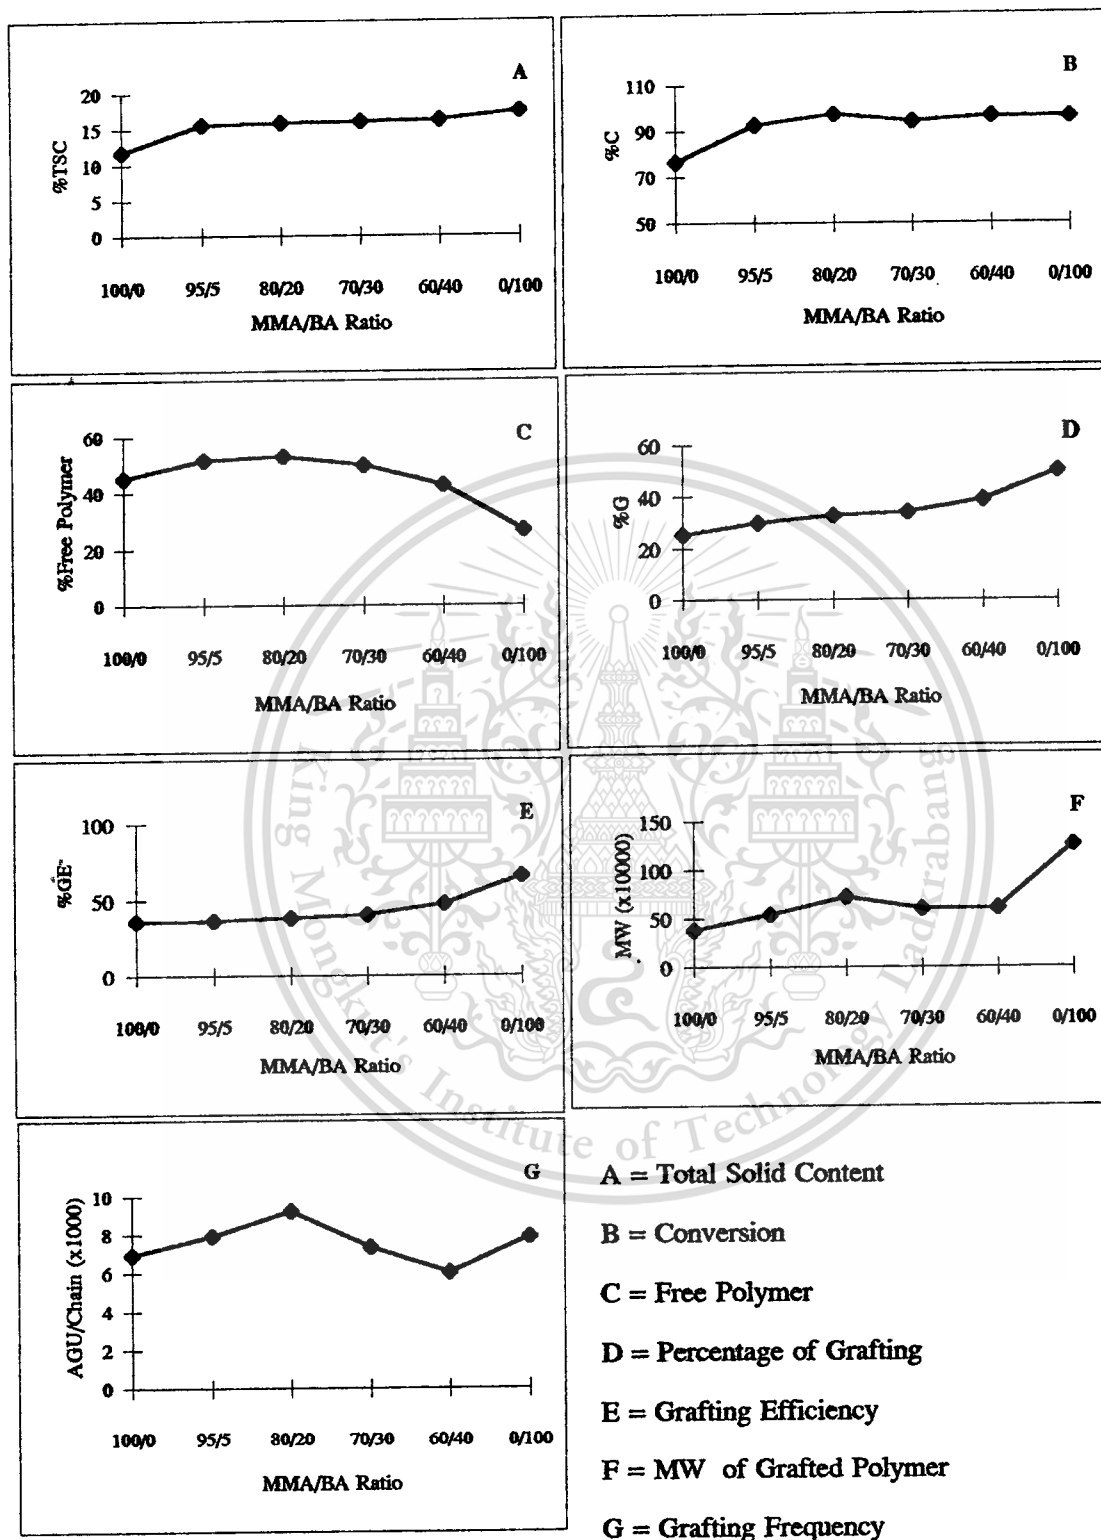 A
%TSC
20
15
10
5
0
100/0 95/5 80/20 70/30 60/40 0/100
MMA/BA Ratio
B
%C
110
90
70
50
100/0 95/5 80/20 70/30 60/40 0/100
MMA/BA Ratio
C
%Free Polymer
60
40
20
0
100/0 95/5 80/20 70/30 60/40 0/100
MMA/BA Ratio
D
%G
60
40
20
0
100/0 95/5 80/20 70/30 60/40 0/100
MMA/BA Ratio
E
%GE
100
50
0
100/0 95/5 80/20 70/30 60/40 0/100
MMA/BA Ratio
F
MW (x10000)
150
100
50
0
100/0 95/5 80/20 70/30 60/40 0/100
MMA/BA Ratio
G
AGU/Chain (x1000)
10
8
6
4
2
0
100/0 95/5 80/20 70/30 60/40 0/100
MMA/BA Ratio
A = Total Solid Content
B = Conversion
C = Free Polymer
D = Percentage of Grafting
E = Grafting Efficiency
F = MW of Grafted Polymer
G = Grafting Frequency
King Mongkut's Institute of Technology Ladkrabang